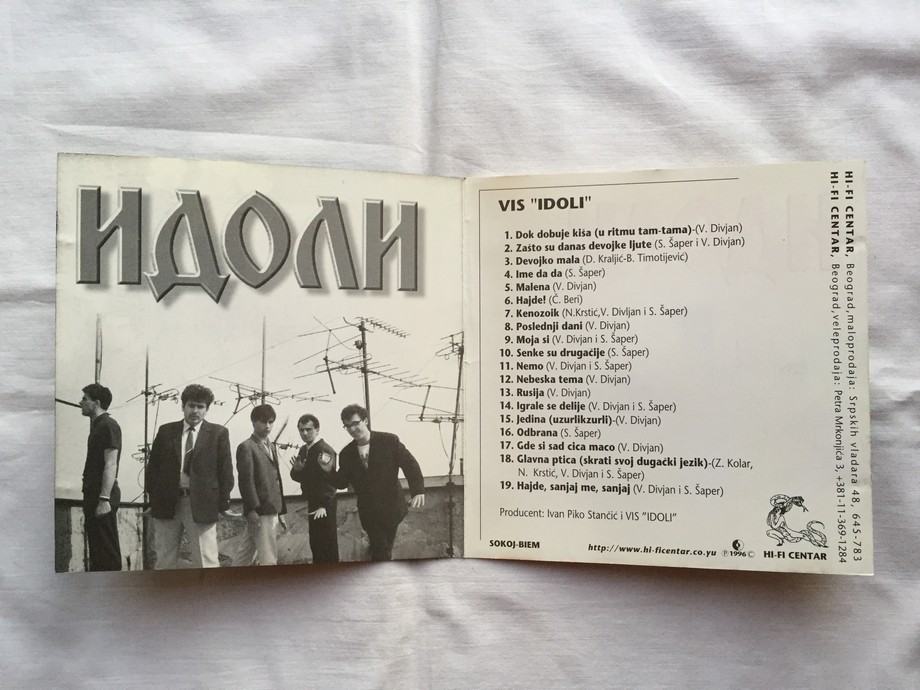 ИДОЛИ
VIS "IDOLI"
1. Dok dobuje kiša (u ritmu tam-tama)-(V. Divjan)
2. Zašto su danas devojke ljute (S. Šaper i V. Divjan)
3. Devojko mala (D. Kraljić-B. Timotijević)
4. Ime da da (S. Šaper)
5. Malena (V. Divjan)
6. Hajde! (Č. Beri)
7. Kenozoik (N.Krstić,V. Divljan i S. Šaper)
8. Poslednji dani (V. Divjan)
9. Moja si (V. Divjan i S. Šaper)
10. Senke su drugačije (S. Šaper)
11. Nemo (V. Divjan i S. Šaper)
12. Nebeska tema (V. Divjan)
13. Rusija (V. Divjan)
14. Igrale se delije (V. Divjan i S. Šaper)
15. Jedina (uzurlikzurli)-(V. Divjan)
16. Odbrana (S. Šaper)
17. Gde si sad cica maco (V. Divjan)
18. Glavna ptica (skrati svoj dugački jezik)-(Z. Kolar,
N. Krstić, V. Divjan i S. Šaper)
19. Hajde, sanjaj me, sanjaj (V. Divjan i S. Šaper)
Producent: Ivan Piko Stančić i VIS "IDOLI"
SOKOJ-BIEM
http://www.hi-ficentar.co.yu
℗ 1996 ©
HI-FI CENTAR
HI-FI CENTAR, Beograd,maloprodaja: Srpskih vladara 48, 645-783
HI-FI CENTAR, Beograd,veleprodaja: Petra Mrkonjića 3, +381-11-369-1284